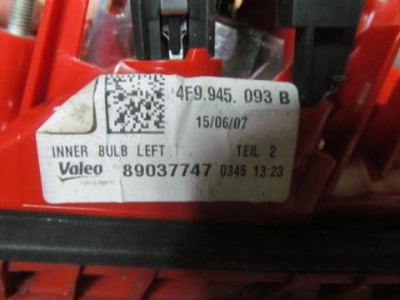 4F9.945. 093 B
15/06/07
INNER BULB LEFT TEIL 2
Valeo 89037747 0345 13:23